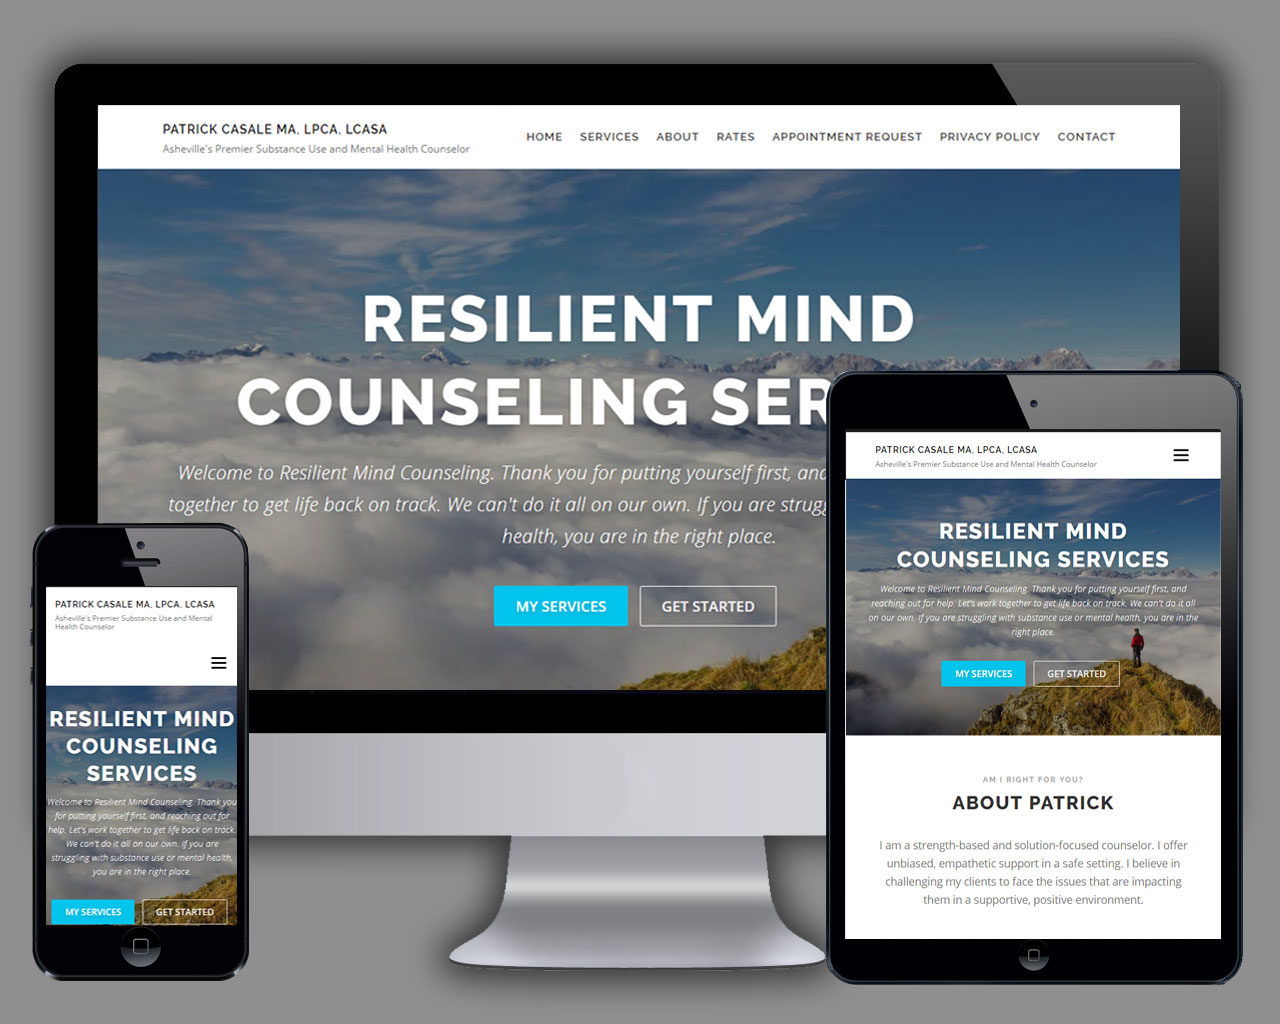 PATRICK CASALE MA, LPCA, LCASA
Asheville's Premier Substance Use and Mental Health Counselor
HOME SERVICES ABOUT RATES APPOINTMENT REQUEST PRIVACY POLICY CONTACT
RESILIENT MIND
COUNSELING SER
Welcome to Resilient Mind Counseling. Thank you for putting yourself first, and
together to get life back on track. We can't do it all on our own. If you are strugg
health, you are in the right place.
MY SERVICES GET STARTED
PATRICK CASALE MA, LPCA, LCASA
Asheville's Premier Substance Use and Mental Health Counselor
RESILIENT MIND
COUNSELING SERVICES
Welcome to Resilient Mind Counseling. Thank you for putting yourself first, and
reaching out for help. Let's work together to get life back on track. We can't do it all
on our own. If you are struggling with substance use or mental health, you are in the
right place.
MY SERVICES GET STARTED
AM I RIGHT FOR YOU?
ABOUT PATRICK
I am a strength-based and solution-focused counselor. I offer
unbiased, empathetic support in a safe setting. I believe in
challenging my clients to face the issues that are impacting
them in a supportive, positive environment.
PATRICK CASALE MA, LPCA, LCASA
Asheville's Premier Substance Use and Mental
Health Counselor
RESILIENT MIND
COUNSELING
SERVICES
Welcome to Resilient Mind Counseling. Thank you
for putting yourself first, and reaching out for
help. Let's work together to get life back on track.
We can't do it all on our own. If you are
struggling with substance use or mental health,
you are in the right place.
MY SERVICES GET STARTED